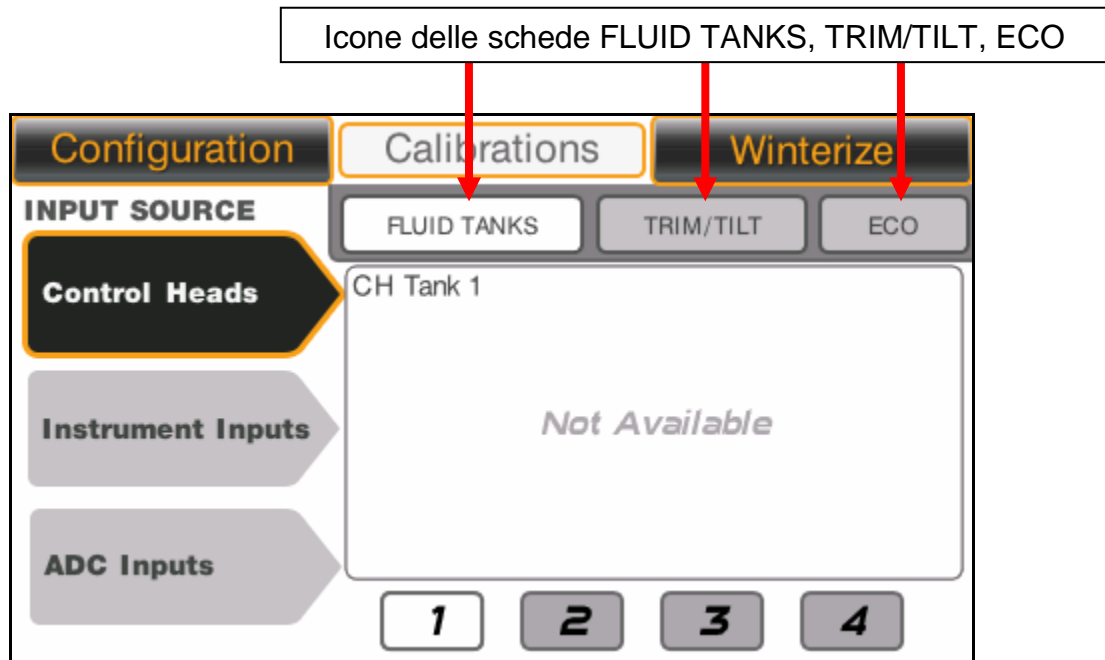 Icone delle schede FLUID TANKS, TRIM/TILT, ECO
Configuration Calibrations Winterize
INPUT SOURCE
FLUID TANKS TRIM/TILT ECO
Control Heads
CH Tank 1
Not Available
Instrument Inputs
ADC Inputs
1 2 3 4